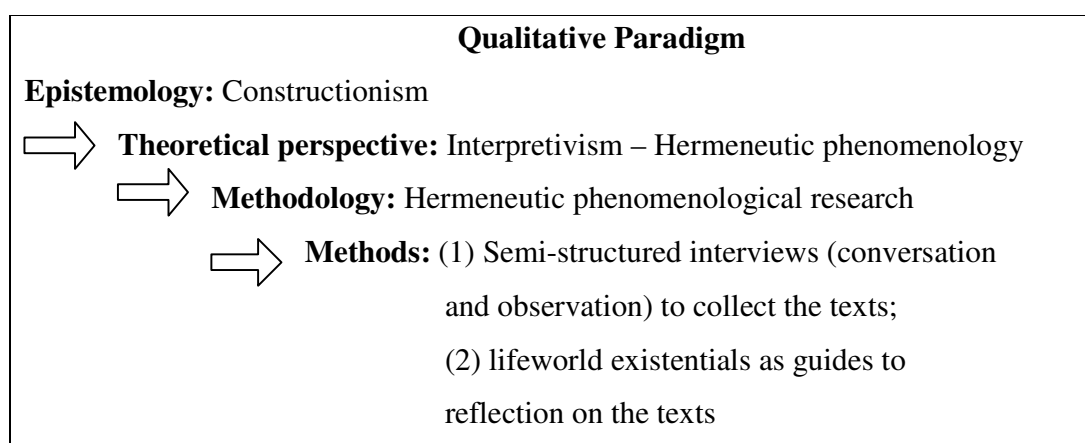 Qualitative Paradigm
Epistemology: Constructionism
Theoretical perspective: Interpretivism – Hermeneutic phenomenology
Methodology: Hermeneutic phenomenological research
Methods: (1) Semi-structured interviews (conversation
and observation) to collect the texts;
(2) lifeworld existentials as guides to
reflection on the texts